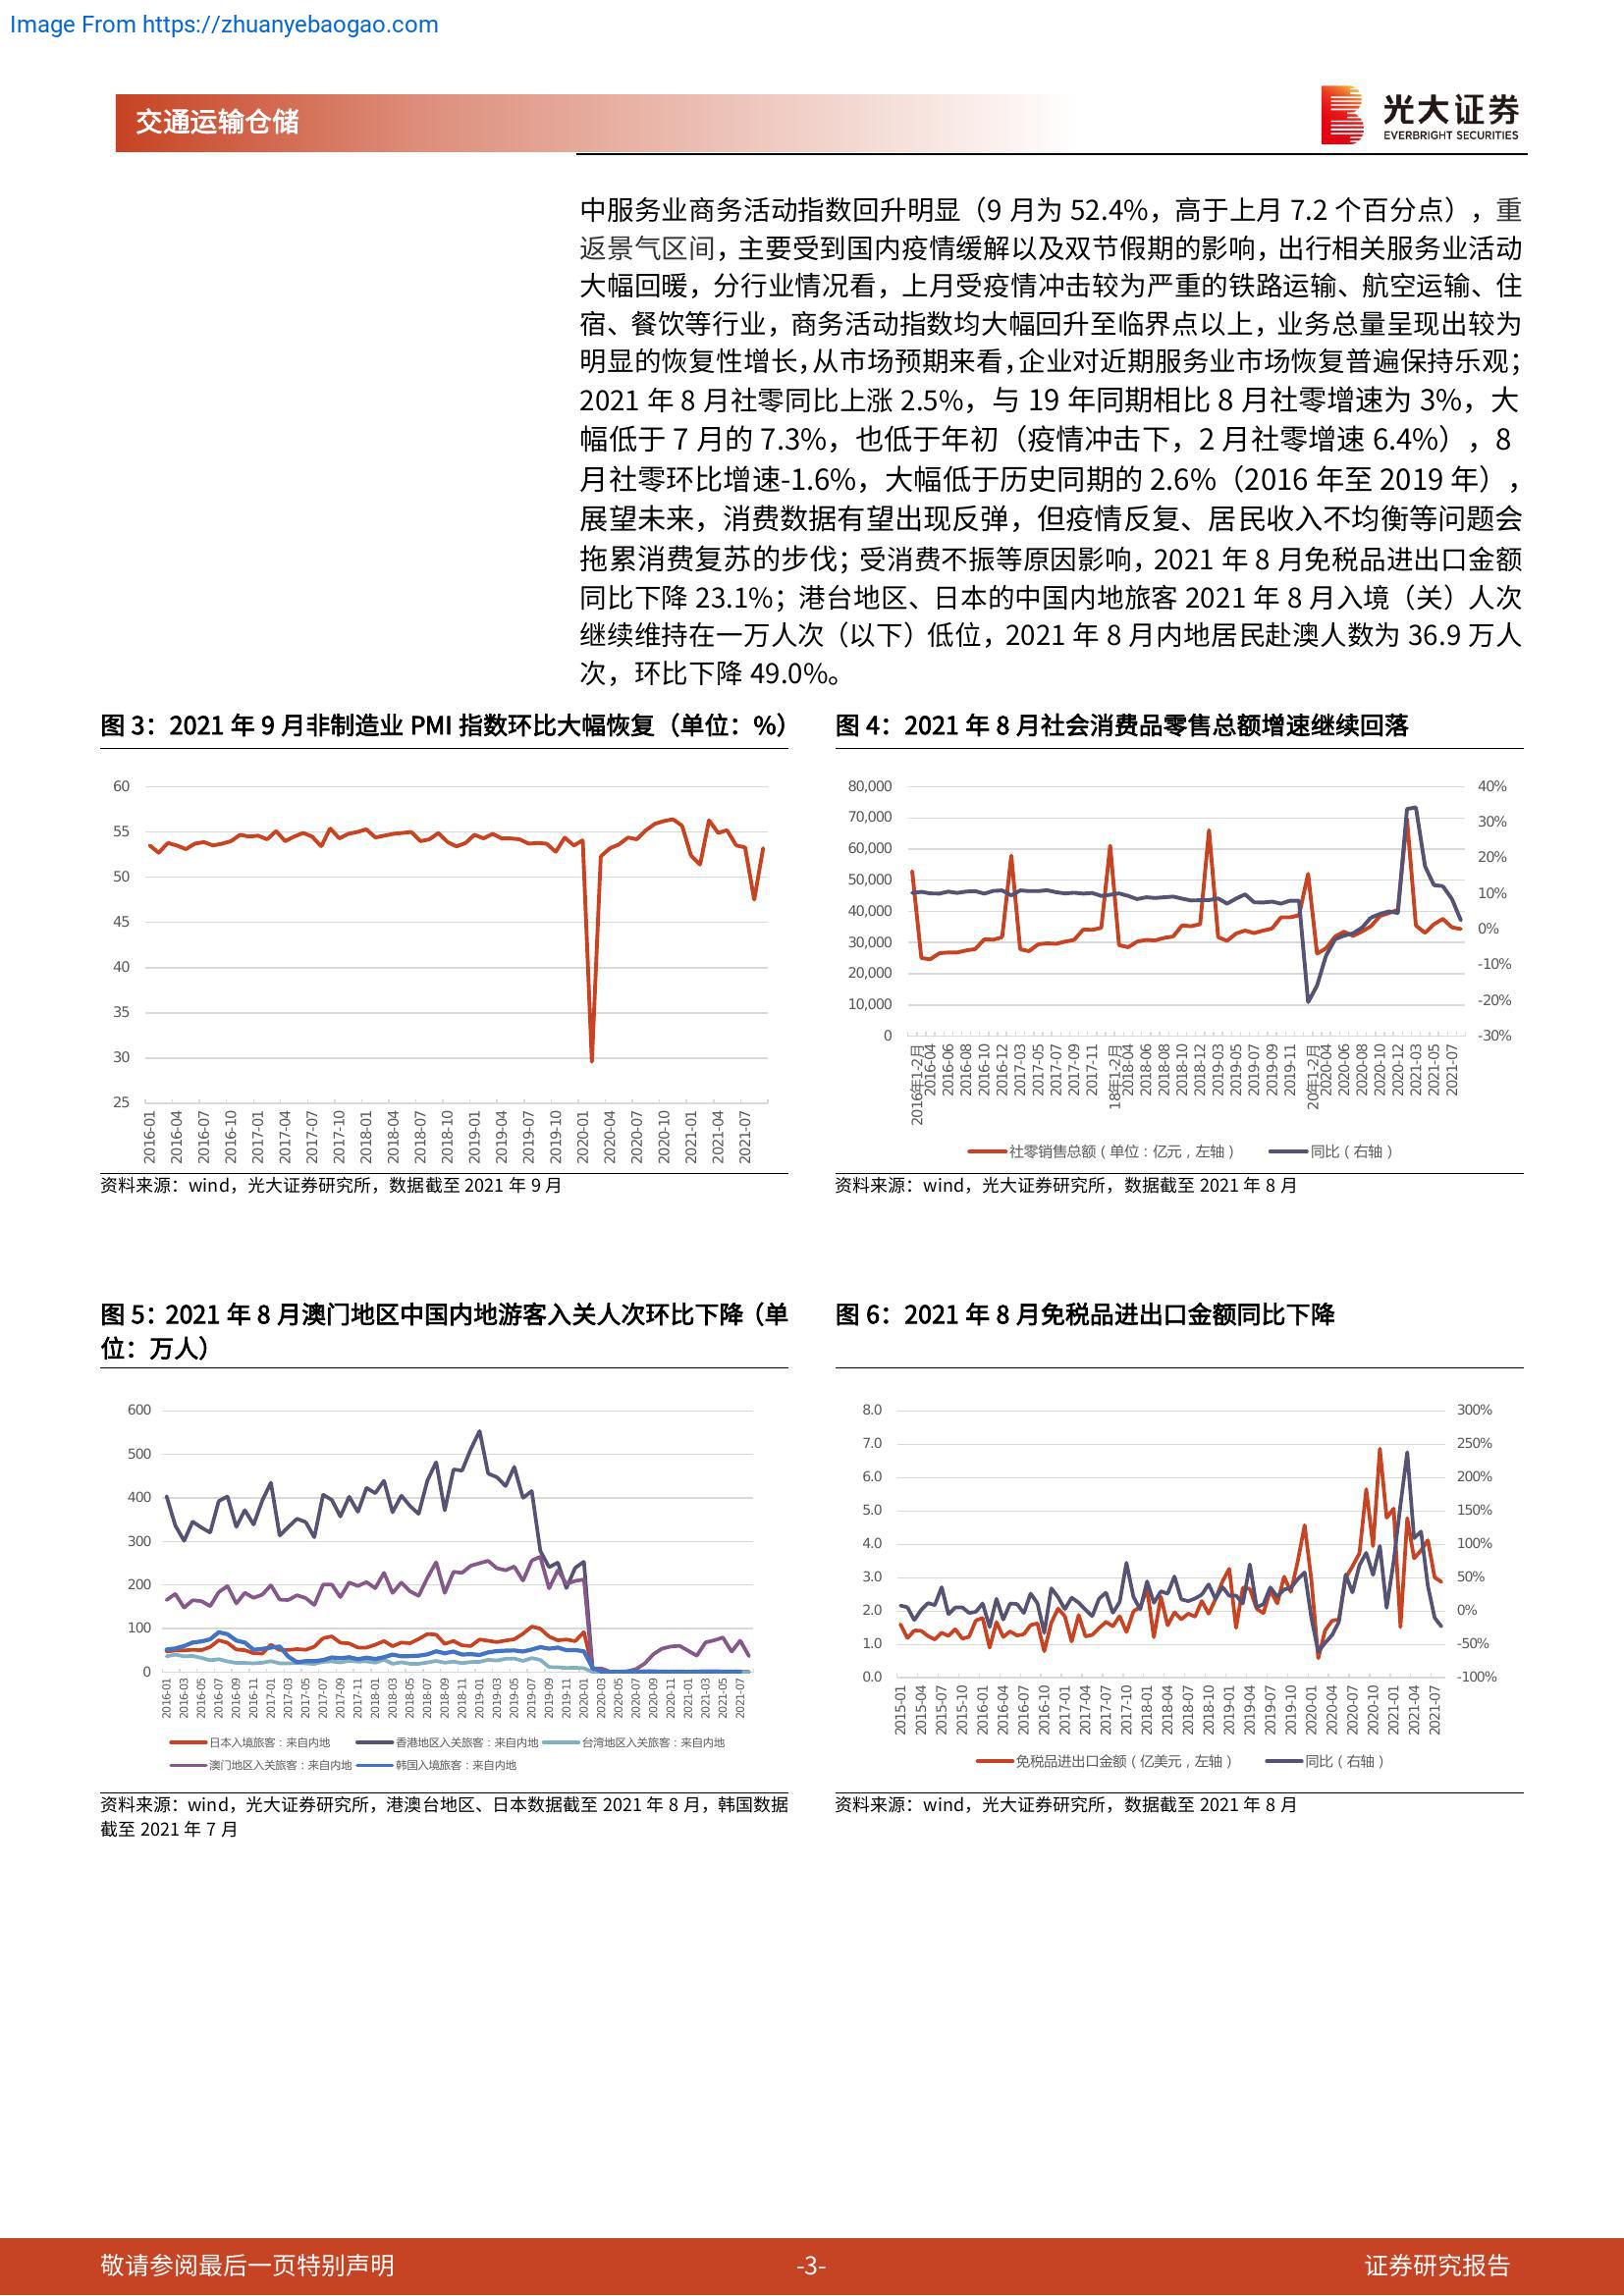 Image From https://zhuanyebaogao.com
交通运输仓储
光大证券
EVERBRIGHT SECURITIES
中服务业商务活动指数回升明显（9 月为 52.4%，高于上月 7.2 个百分点），重
返景气区间，主要受到国内疫情缓解以及双节假期的影响，出行相关服务业活动
大幅回暖，分行业情况看，上月受疫情冲击较为严重的铁路运输、航空运输、住
宿、餐饮等行业，商务活动指数均大幅回升至临界点以上，业务总量呈现出较为
明显的恢复性增长，从市场预期来看，企业对近期服务业市场恢复普遍保持乐观；
2021 年 8 月社零同比上涨 2.5%，与 19 年同期相比 8 月社零增速为 3%，大
幅低于 7 月的 7.3%，也低于年初（疫情冲击下，2 月社零增速 6.4%），8
月社零环比增速-1.6%，大幅低于历史同期的 2.6%（2016 年至 2019 年），
展望未来，消费数据有望出现反弹，但疫情反复、居民收入不均衡等问题会
拖累消费复苏的步伐；受消费不振等原因影响，2021 年 8 月免税品进出口金额
同比下降 23.1%；港台地区、日本的中国内地旅客 2021 年 8 月入境（关）人次
继续维持在一万人次（以下）低位，2021 年 8 月内地居民赴澳人数为 36.9 万人
次，环比下降 49.0%。
图 3：2021 年 9 月非制造业 PMI 指数环比大幅恢复（单位：%）
60
55
50
45
40
35
30
25
2016-01 2016-04 2016-07 2016-10 2017-01 2017-04 2017-07 2017-10 2018-01 2018-04 2018-07 2018-10 2019-01 2019-04 2019-07 2019-10 2020-01 2020-04 2020-07 2020-10 2021-01 2021-04 2021-07
资料来源：wind，光大证券研究所，数据截至 2021 年 9 月
图 4：2021 年 8 月社会消费品零售总额增速继续回落
80,000
70,000
60,000
50,000
40,000
30,000
20,000
10,000
0
40%
30%
20%
10%
0%
-10%
-20%
-30%
2016年1-2月 2016-04 2016-06 2016-08 2016-10 2016-12 2017-03 2017-05 2017-07 2017-09 2017-11 18年1-2月 2018-04 2018-06 2018-08 2018-10 2018-12 2019-03 2019-05 2019-07 2019-09 2019-11 20年1-2月 2020-04 2020-06 2020-08 2020-10 2020-12 2021-03 2021-05 2021-07
社零销售总额（单位：亿元，左轴） 同比（右轴）
资料来源：wind，光大证券研究所，数据截至 2021 年 8 月
图 5：2021 年 8 月澳门地区中国内地游客入关人次环比下降（单
位：万人）
600
500
400
300
200
100
0
2016-01 2016-03 2016-05 2016-07 2016-09 2016-11 2017-01 2017-03 2017-05 2017-07 2017-09 2017-11 2018-01 2018-03 2018-05 2018-07 2018-09 2018-11 2019-01 2019-03 2019-05 2019-07 2019-09 2019-11 2020-01 2020-03 2020-05 2020-07 2020-09 2020-11 2021-01 2021-03 2021-05 2021-07
日本入境旅客：来自内地 香港地区入关旅客：来自内地 台湾地区入关旅客：来自内地
澳门地区入关旅客：来自内地 韩国入境旅客：来自内地
资料来源：wind，光大证券研究所，港澳台地区、日本数据截至 2021 年 8 月，韩国数据
截至 2021 年 7 月
图 6：2021 年 8 月免税品进出口金额同比下降
8.0
7.0
6.0
5.0
4.0
3.0
2.0
1.0
0.0
300%
250%
200%
150%
100%
50%
0%
-50%
-100%
2015-01 2015-04 2015-07 2015-10 2016-01 2016-04 2016-07 2016-10 2017-01 2017-04 2017-07 2017-10 2018-01 2018-04 2018-07 2018-10 2019-01 2019-04 2019-07 2019-10 2020-01 2020-04 2020-07 2020-10 2021-01 2021-04 2021-07
免税品进出口金额（亿美元，左轴） 同比（右轴）
资料来源：wind，光大证券研究所，数据截至 2021 年 8 月
敬请参阅最后一页特别声明
-3-
证券研究报告